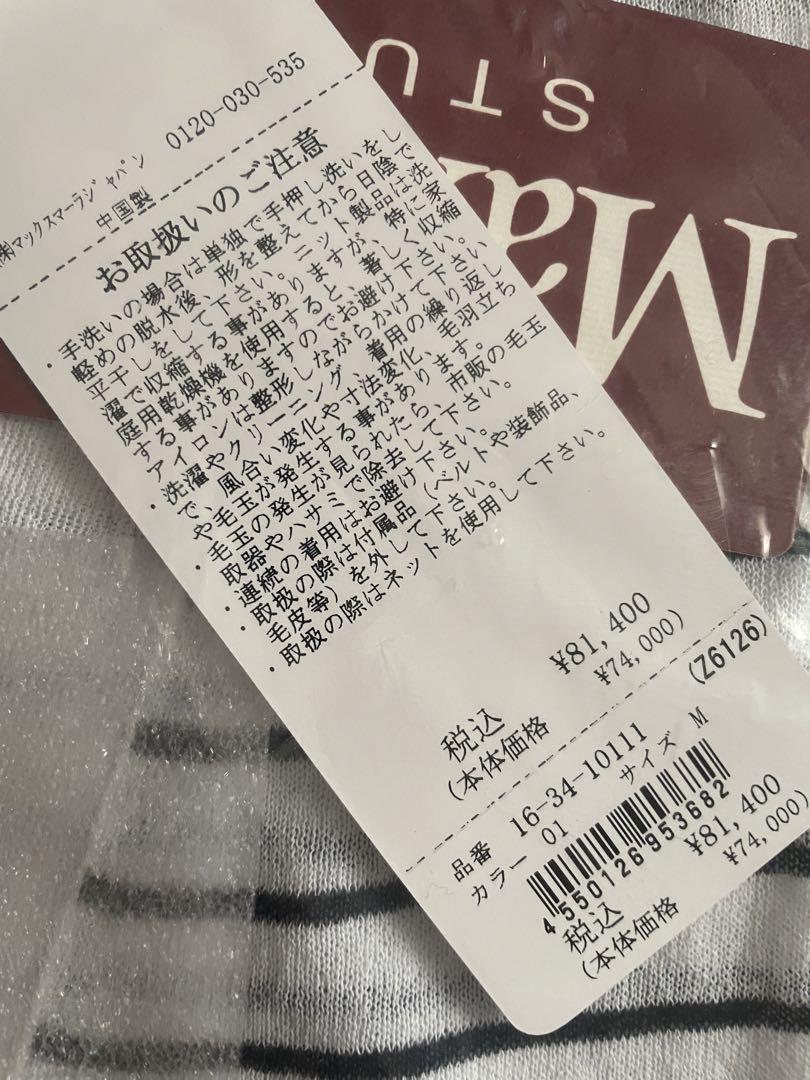 ㈱マックスマーラジャパン 0120-030-535
中国製
お取扱いのご注意
・手洗いの場合は単独で手押し洗いをし
軽めの脱水後、形を整えてから日陰で
平干しをして下さい。ニット製品は洗
濯で収縮する事がありますが、特に家
庭用乾燥機を使用すると、著しく収縮
する事がありますのでお避け下さい。
アイロンは整形しながらかけて下さい
・洗濯やクリーニング、着用の繰り返し
で、風合い変化や寸法変化、毛羽立ち
や毛玉が発生する事があります。
・毛玉の発生が見られたら、市販の毛玉
取器やハサミで除去して下さい。
・連続の着用はお避け下さい。
・取扱の際は付属品（ベルトや装飾品、
毛皮等）を外して下さい。
・取扱の際はネットを使用して下さい。
税込 ¥81,400
(本体価格 ¥74,000)
(Z6126)
品番 16-34-10111
カラー 01 サイズ M
4550126953682
税込 ¥81,400
(本体価格 ¥74,000)
Ma
STU